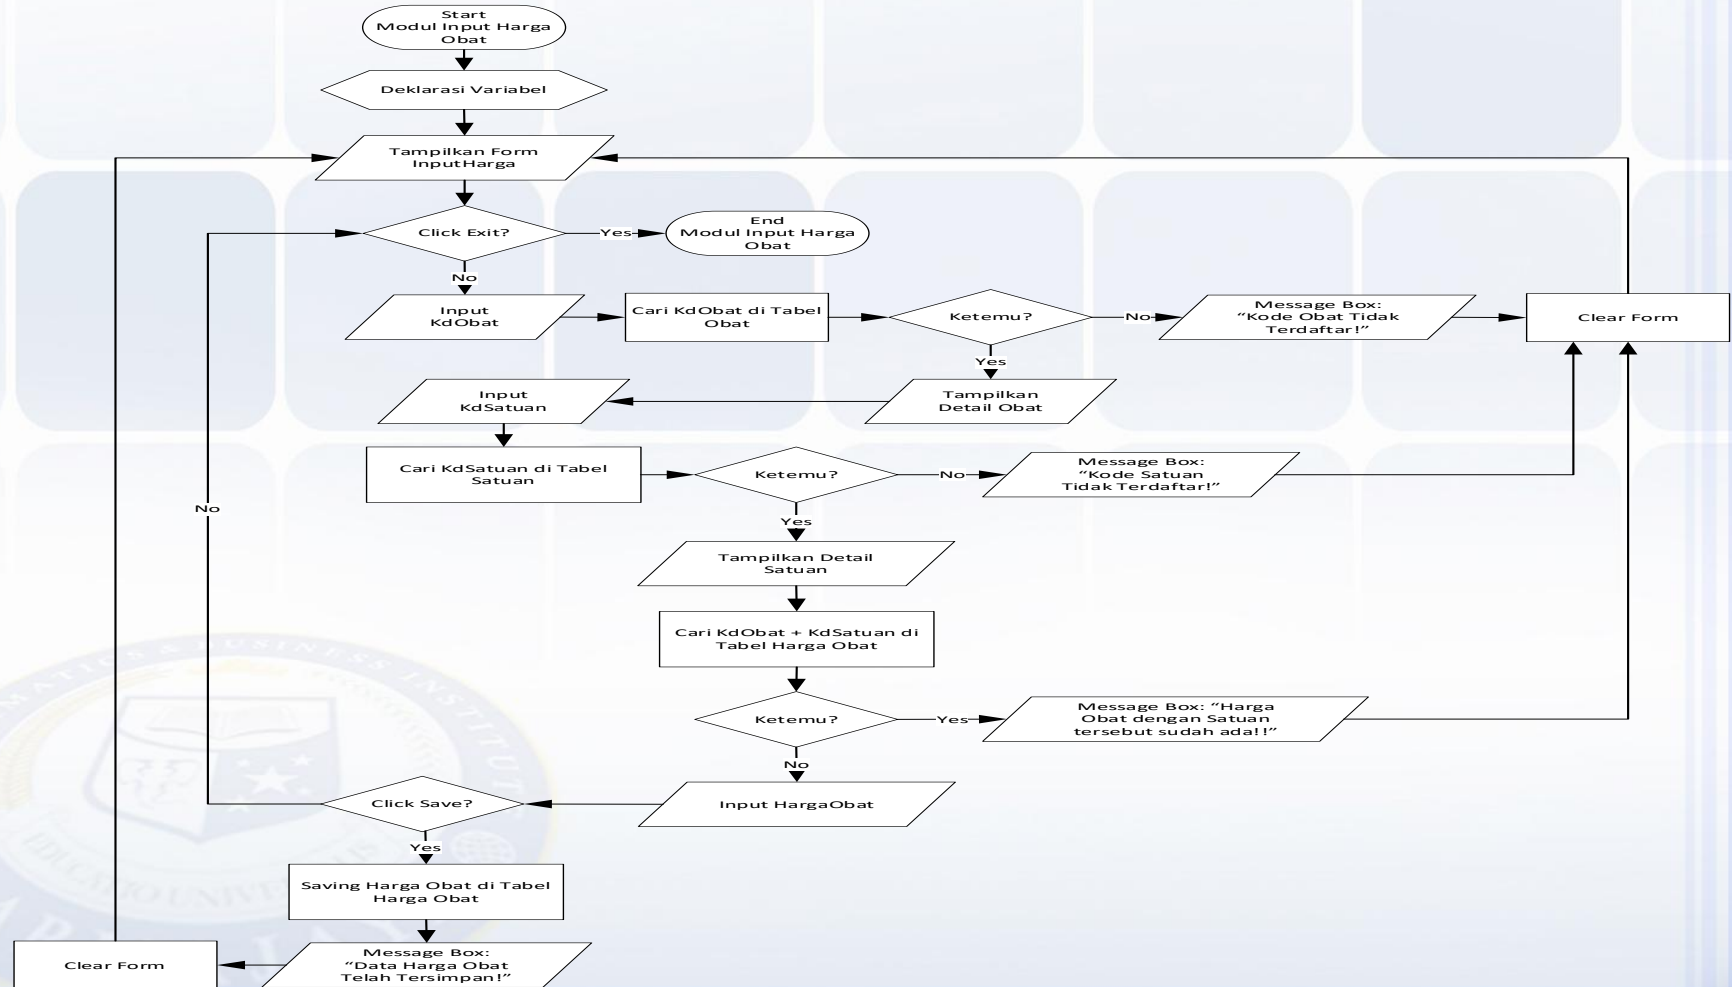 Start
Modul Input Harga
Obat
Deklarasi Variabel
Tampilkan Form
InputHarga
Click Exit?
Yes
End
Modul Input Harga
Obat
No
Input
KdObat
Cari KdObat di Tabel
Obat
Ketemu?
No
Message Box:
“Kode Obat Tidak
Terdaftar!”
Clear Form
Yes
Tampilkan
Detail Obat
Input
KdSatuan
Cari KdSatuan di Tabel
Satuan
Ketemu?
No
Message Box:
“Kode Satuan
Tidak Terdaftar!”
No
Yes
Tampilkan Detail
Satuan
Cari KdObat + KdSatuan di
Tabel Harga Obat
Ketemu?
Yes
Message Box: “Harga
Obat dengan Satuan
tersebut sudah ada!!”
No
Input HargaObat
Click Save?
Yes
Saving Harga Obat di Tabel
Harga Obat
Message Box:
“Data Harga Obat
Telah Tersimpan!”
Clear Form